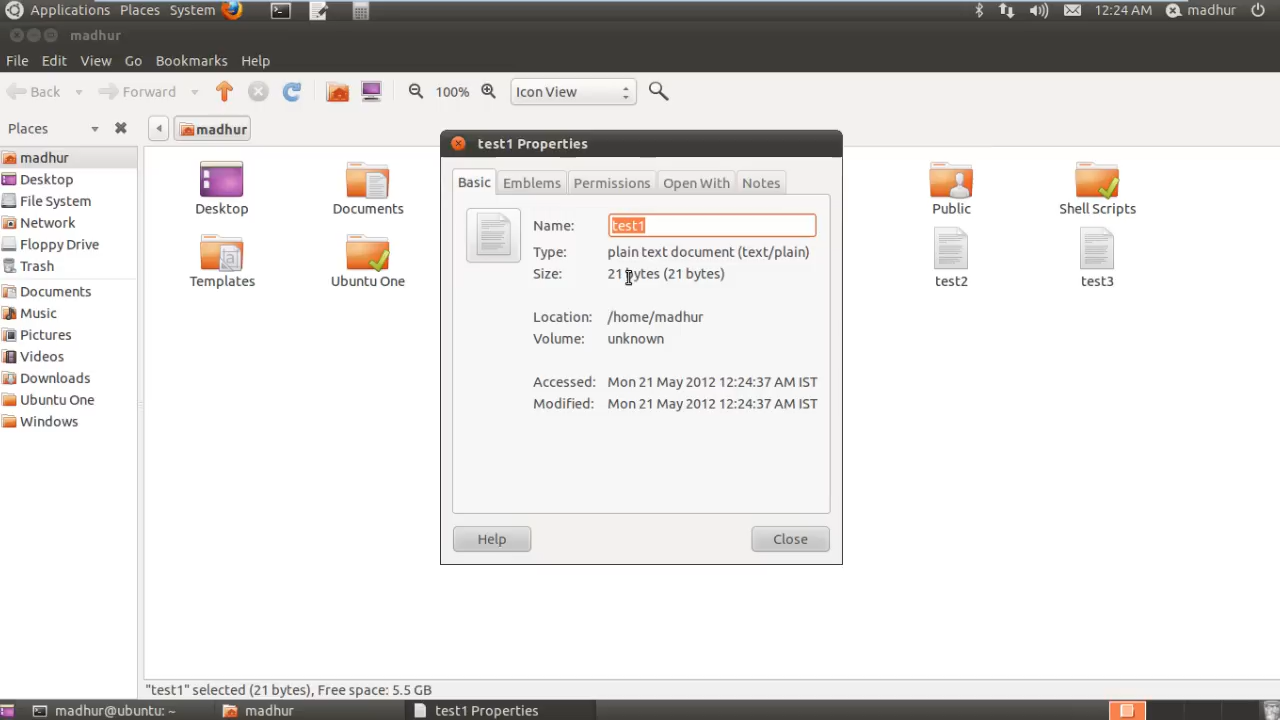 Applications Places System 12:24 AM madhur
madhur
File Edit View Go Bookmarks Help
Back Forward 100% Icon View
Places madhur
madhur
Desktop
File System
Network
Floppy Drive
Trash
Documents
Music
Pictures
Videos
Downloads
Ubuntu One
Windows
Desktop Documents Public Shell Scripts
Templates Ubuntu One test2 test3
test1 Properties
Basic Emblems Permissions Open With Notes
Name: test1
Type: plain text document (text/plain)
Size: 21 bytes (21 bytes)
Location: /home/madhur
Volume: unknown
Accessed: Mon 21 May 2012 12:24:37 AM IST
Modified: Mon 21 May 2012 12:24:37 AM IST
Help Close
"test1" selected (21 bytes), Free space: 5.5 GB
madhur@ubuntu: ~ madhur test1 Properties